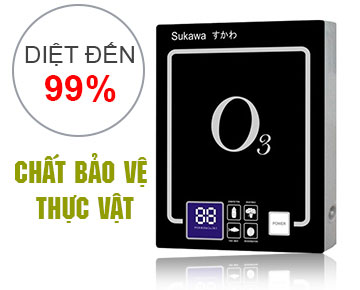 DIỆT ĐẾN
99%
CHẤT BẢO VỆ
THỰC VẬT
Sukawa すかわ
O3
88
POWER